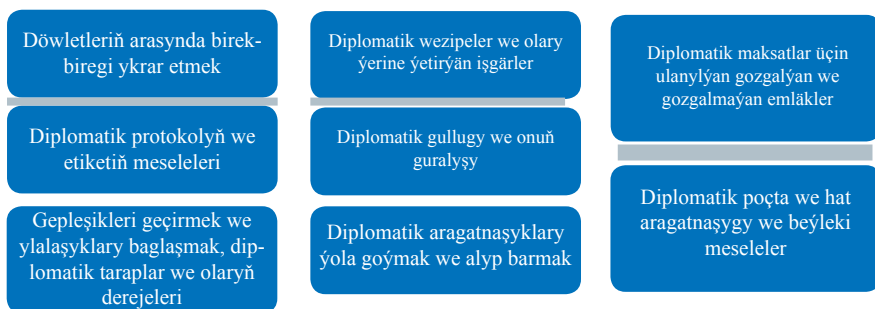 Döwletleriň arasynda birek-
biregi ykrar etmek
Diplomatik protokolyň we
etiketiň meseleleri
Gepleşikleri geçirmek we
ylalaşyklary baglaşmak, dip-
lomatik taraplar we olaryň
derejeleri
Diplomatik wezipeler we olary
ýerine ýetirýän işgärler
Diplomatik gullugy we onuň
guralyşy
Diplomatik aragatnaşyklary
ýola goýmak we alyp barmak
Diplomatik maksatlar üçin
ulanylýan gozgalýan we
gozgalmaýan emläkler
Diplomatik poçta we hat
aragatnaşygy we beýleki
meseleler